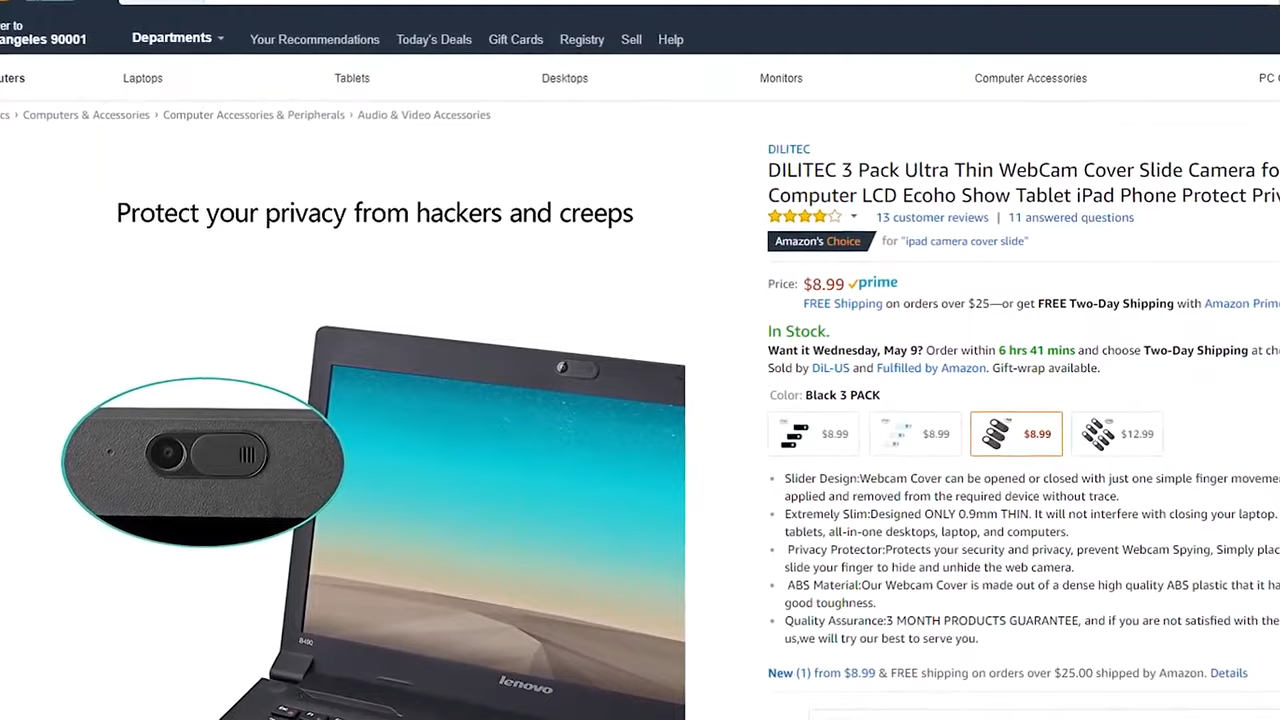 er to
angeles 90001
Departments
Your Recommendations Today's Deals Gift Cards Registry Sell Help
uters Laptops Tablets Desktops Monitors Computer Accessories PC
cs › Computers & Accessories › Computer Accessories & Peripherals › Audio & Video Accessories
Protect your privacy from hackers and creeps
B490
lenovo
DILITEC
DILITEC 3 Pack Ultra Thin WebCam Cover Slide Camera fo
Computer LCD Ecoho Show Tablet iPad Phone Protect Priv
13 customer reviews | 11 answered questions
Amazon's Choice for "ipad camera cover slide"
Price: $8.99 prime
FREE Shipping on orders over $25—or get FREE Two-Day Shipping with Amazon Prime
In Stock.
Want it Wednesday, May 9? Order within 6 hrs 41 mins and choose Two-Day Shipping at che
Sold by DiL-US and Fulfilled by Amazon. Gift-wrap available.
Color: Black 3 PACK
$8.99 $8.99 $8.99 $12.99
Slider Design:Webcam Cover can be opened or closed with just one simple finger moveme
applied and removed from the required device without trace.
Extremely Slim:Designed ONLY 0.9mm THIN. It will not interfere with closing your laptop.
tablets, all-in-one desktops, laptop, and computers.
Privacy Protector:Protects your security and privacy, prevent Webcam Spying, Simply plac
slide your finger to hide and unhide the web camera.
ABS Material:Our Webcam Cover is made out of a dense high quality ABS plastic that it ha
good toughness.
Quality Assurance:3 MONTH PRODUCTS GUARANTEE, and if you are not satisfied with the
us,we will try our best to serve you.
New (1) from $8.99 & FREE shipping on orders over $25.00 shipped by Amazon. Details